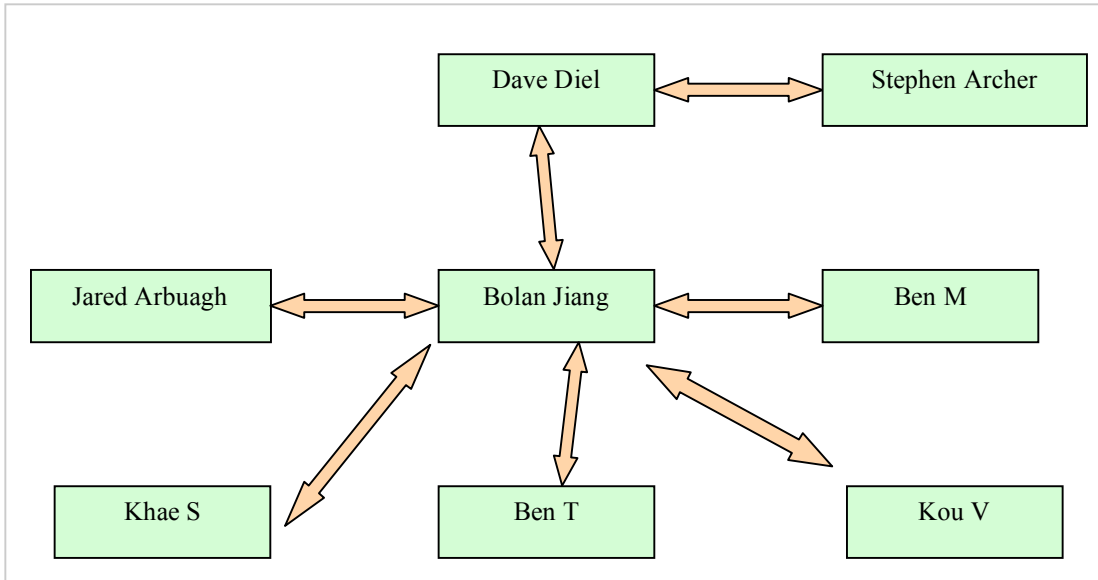 Dave Diel
Stephen Archer
Jared Arbuagh
Bolan Jiang
Ben M
Khae S
Ben T
Kou V